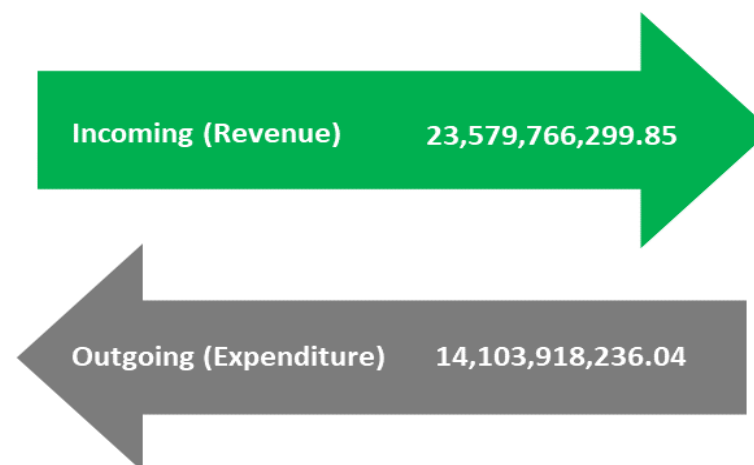 Incoming (Revenue) 23,579,766,299.85
Outgoing (Expenditure) 14,103,918,236.04